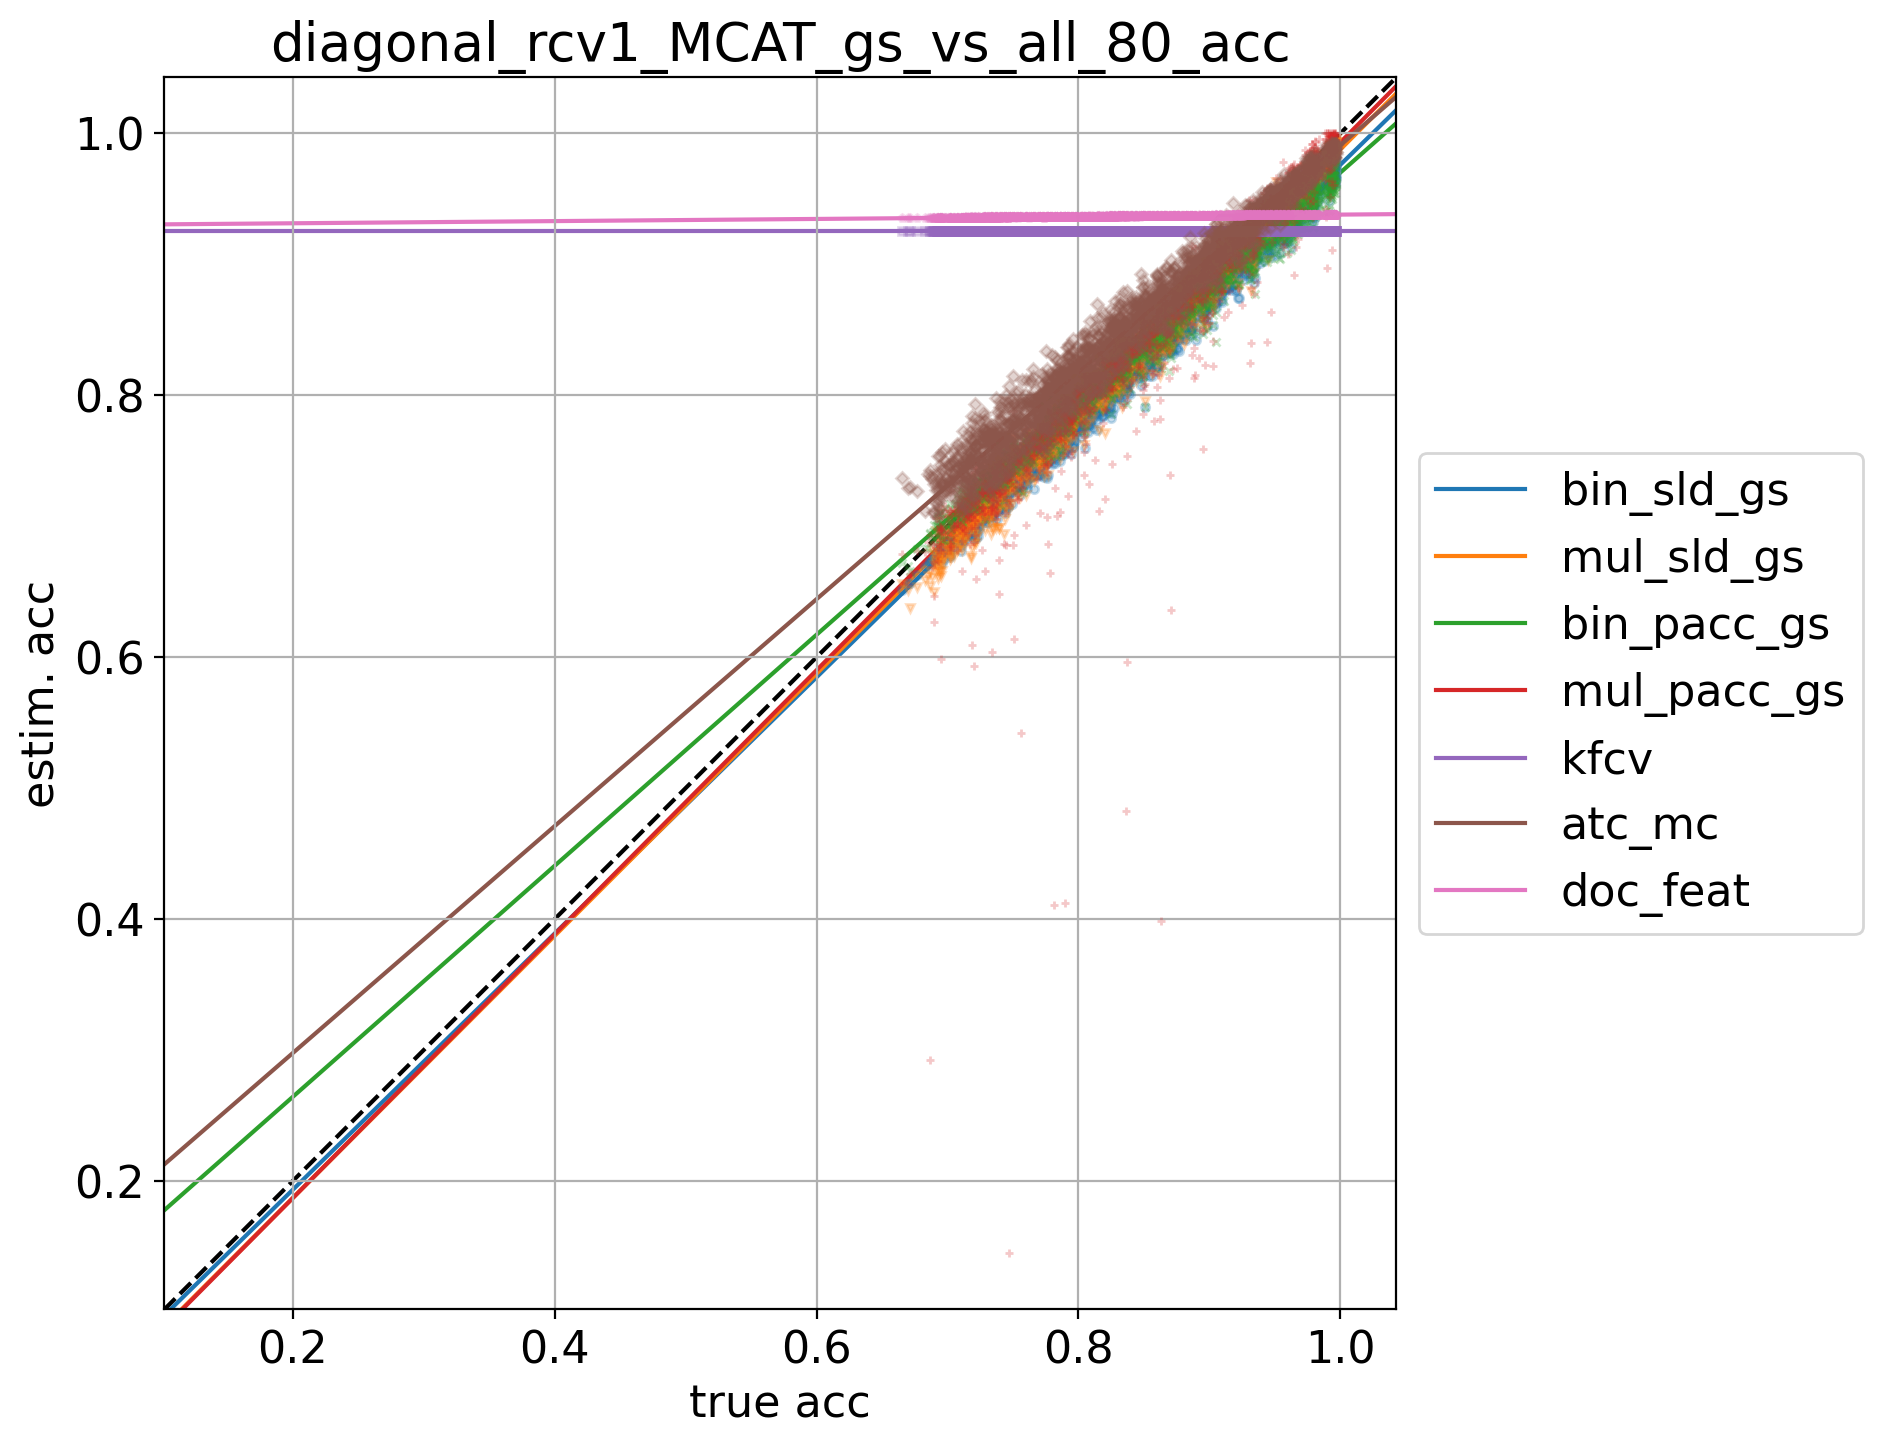 diagonal_rcv1_MCAT_gs_vs_all_80_acc
1.0
0.8
0.6
0.4
0.2
estim. acc
0.2 0.4 0.6 0.8 1.0
true acc
bin_sld_gs
mul_sld_gs
bin_pacc_gs
mul_pacc_gs
kfcv
atc_mc
doc_feat